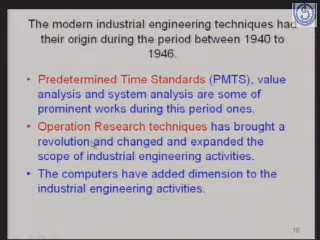 The modern industrial engineering techniques had
their origin during the period between 1940 to
1946.
• Predetermined Time Standards (PMTS), value
analysis and system analysis are some of
prominent works during this period ones.
• Operation Research techniques has brought a
revolution and changed and expanded the
scope of industrial engineering activities.
• The computers have added dimension to the
industrial engineering activities.